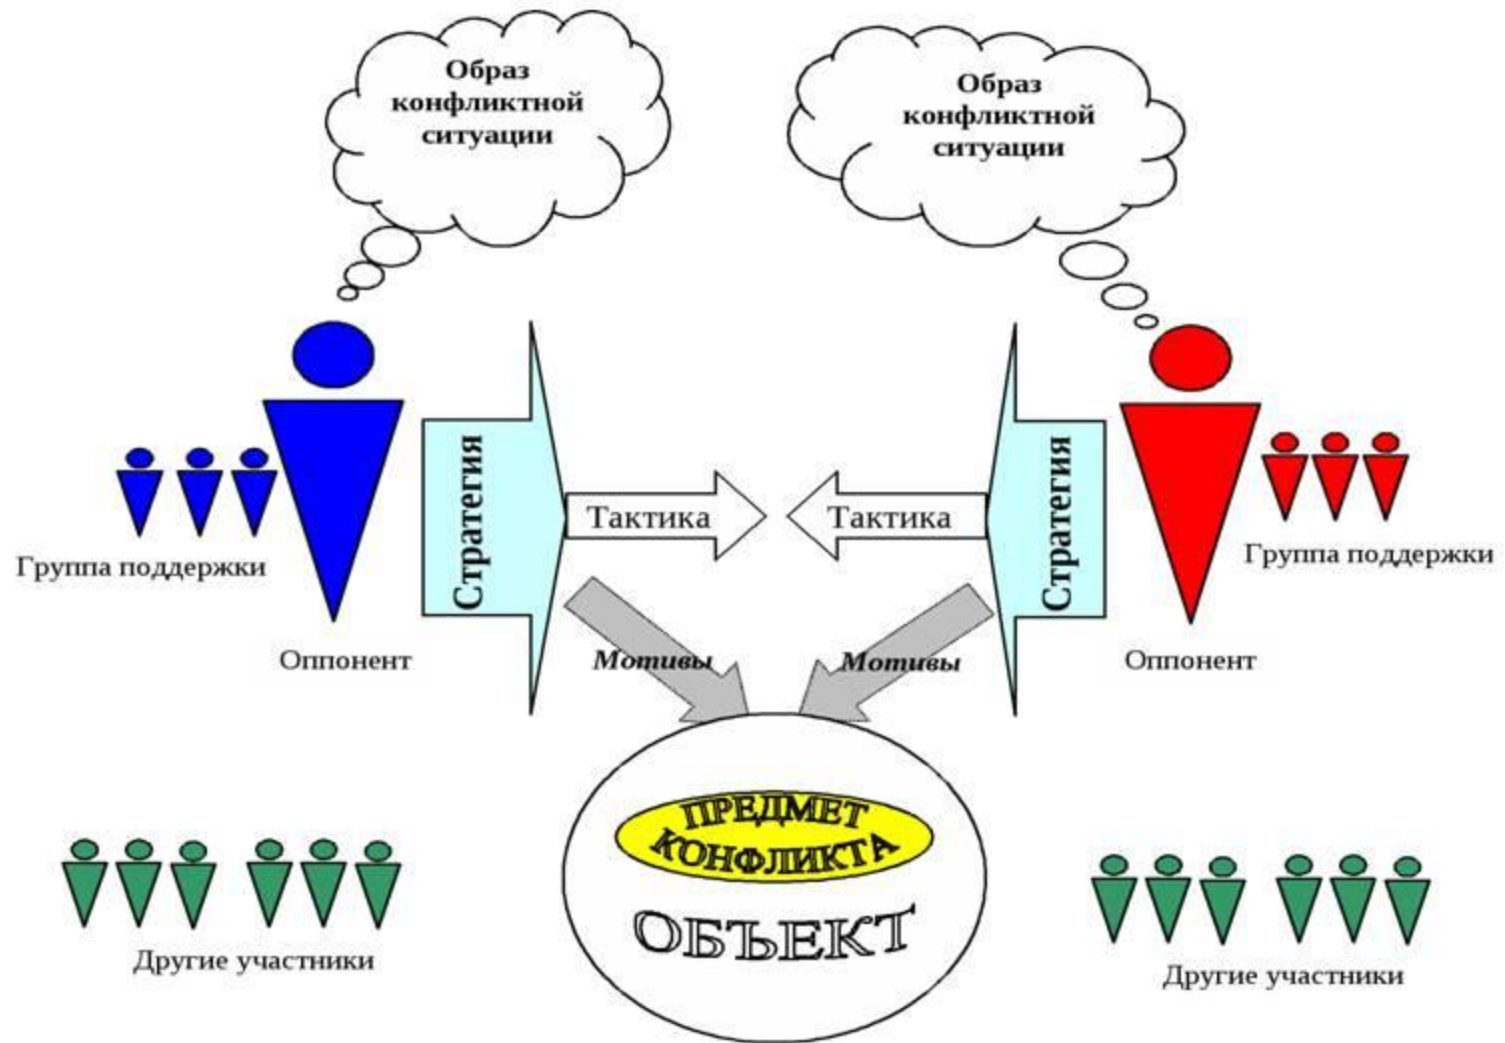 Образ
конфликтной
ситуации
Образ
конфликтной
ситуации
Стратегия
Тактика
Тактика
Стратегия
Группа поддержки
Группа поддержки
Оппонент
Мотивы
Мотивы
Оппонент
ПРЕДМЕТ
КОНФЛИКТА
ОБЪЕКТ
Другие участники
Другие участники